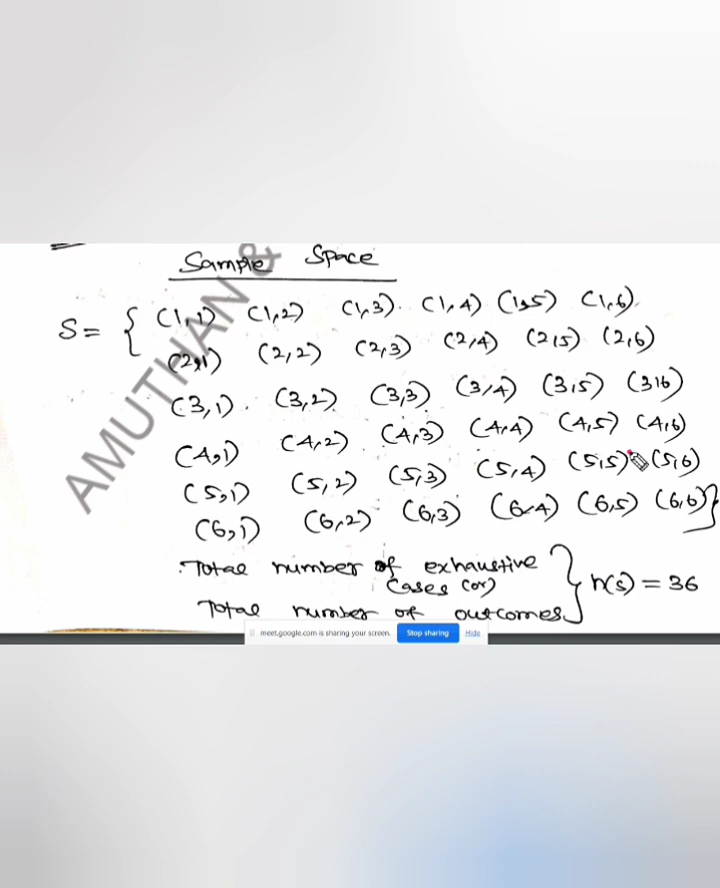 Sample Space
S = { (1,1) (1,2) (1,3) (1,4) (1,5) (1,6)
(2,1) (2,2) (2,3) (2,4) (2,5) (2,6)
(3,1) (3,2) (3,3) (3,4) (3,5) (3,6)
(4,1) (4,2) (4,3) (4,4) (4,5) (4,6)
(5,1) (5,2) (5,3) (5,4) (5,5) (5,6)
(6,1) (6,2) (6,3) (6,4) (6,5) (6,6) }
Total number of exhaustive
Cases (or)
Total number of outcomes } n(s) = 36
AMUTHAN &
meet.google.com is sharing your screen. Stop sharing Hide